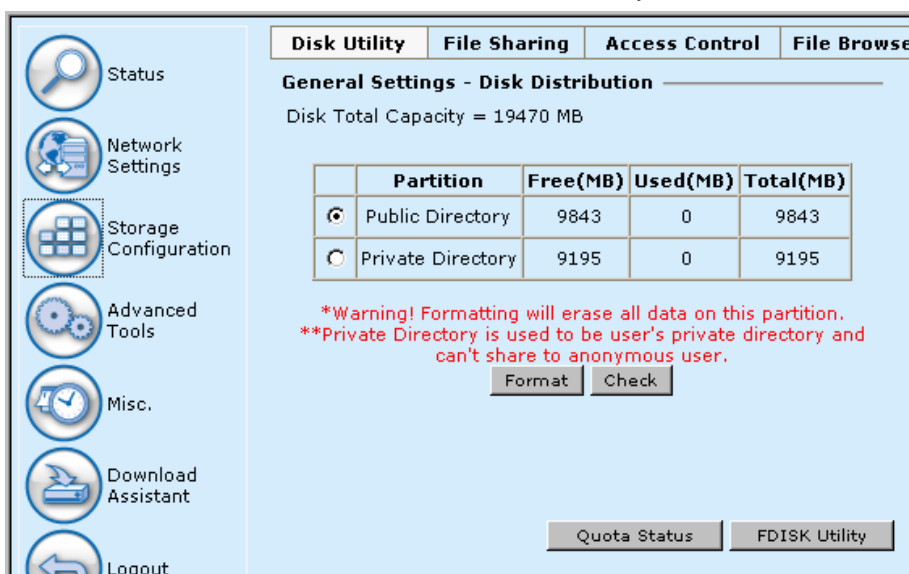 Disk Utility File Sharing Access Control File Browse
General Settings - Disk Distribution
Disk Total Capacity = 19470 MB
Partition Free(MB) Used(MB) Total(MB)
Public Directory 9843 0 9843
Private Directory 9195 0 9195
*Warning! Formatting will erase all data on this partition.
**Private Directory is used to be user's private directory and
can't share to anonymous user.
Format Check
Quota Status FDISK Utility
Status
Network
Settings
Storage
Configuration
Advanced
Tools
Misc.
Download
Assistant
Logout